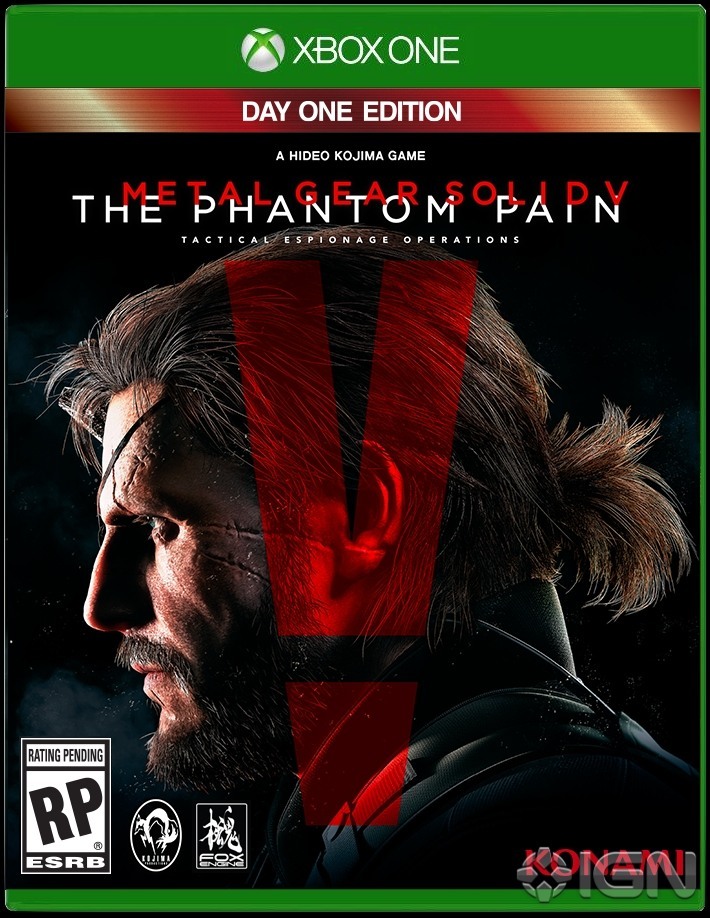 XBOX ONE
DAY ONE EDITION
A HIDEO KOJIMA GAME
METAL GEAR SOLID V
THE PHANTOM PAIN
TACTICAL ESPIONAGE OPERATIONS
RATING PENDING
RP
ESRB
KOJIMA
PRODUCTIONS
FOX
ENGINE
KONAMI
IGN